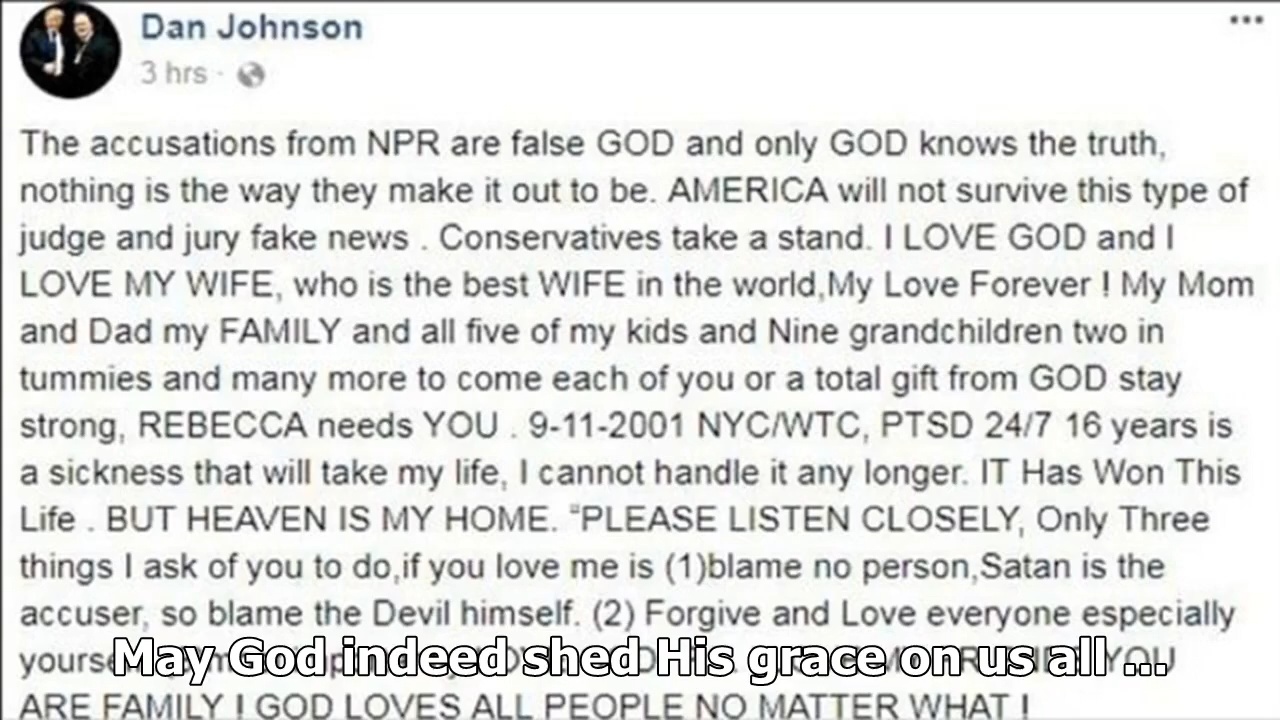 Dan Johnson
3 hrs ·
The accusations from NPR are false GOD and only GOD knows the truth,
nothing is the way they make it out to be. AMERICA will not survive this type of
judge and jury fake news . Conservatives take a stand. I LOVE GOD and I
LOVE MY WIFE, who is the best WIFE in the world,My Love Forever ! My Mom
and Dad my FAMILY and all five of my kids and Nine grandchildren two in
tummies and many more to come each of you or a total gift from GOD stay
strong, REBECCA needs YOU . 9-11-2001 NYC/WTC, PTSD 24/7 16 years is
a sickness that will take my life, I cannot handle it any longer. IT Has Won This
Life . BUT HEAVEN IS MY HOME. “PLEASE LISTEN CLOSELY, Only Three
things I ask of you to do,if you love me is (1)blame no person,Satan is the
accuser, so blame the Devil himself. (2) Forgive and Love everyone especially
YOU
May God indeed shed His grace on us all ...
ARE FAMILY ! GOD LOVES ALL PEOPLE NO MATTER WHAT !